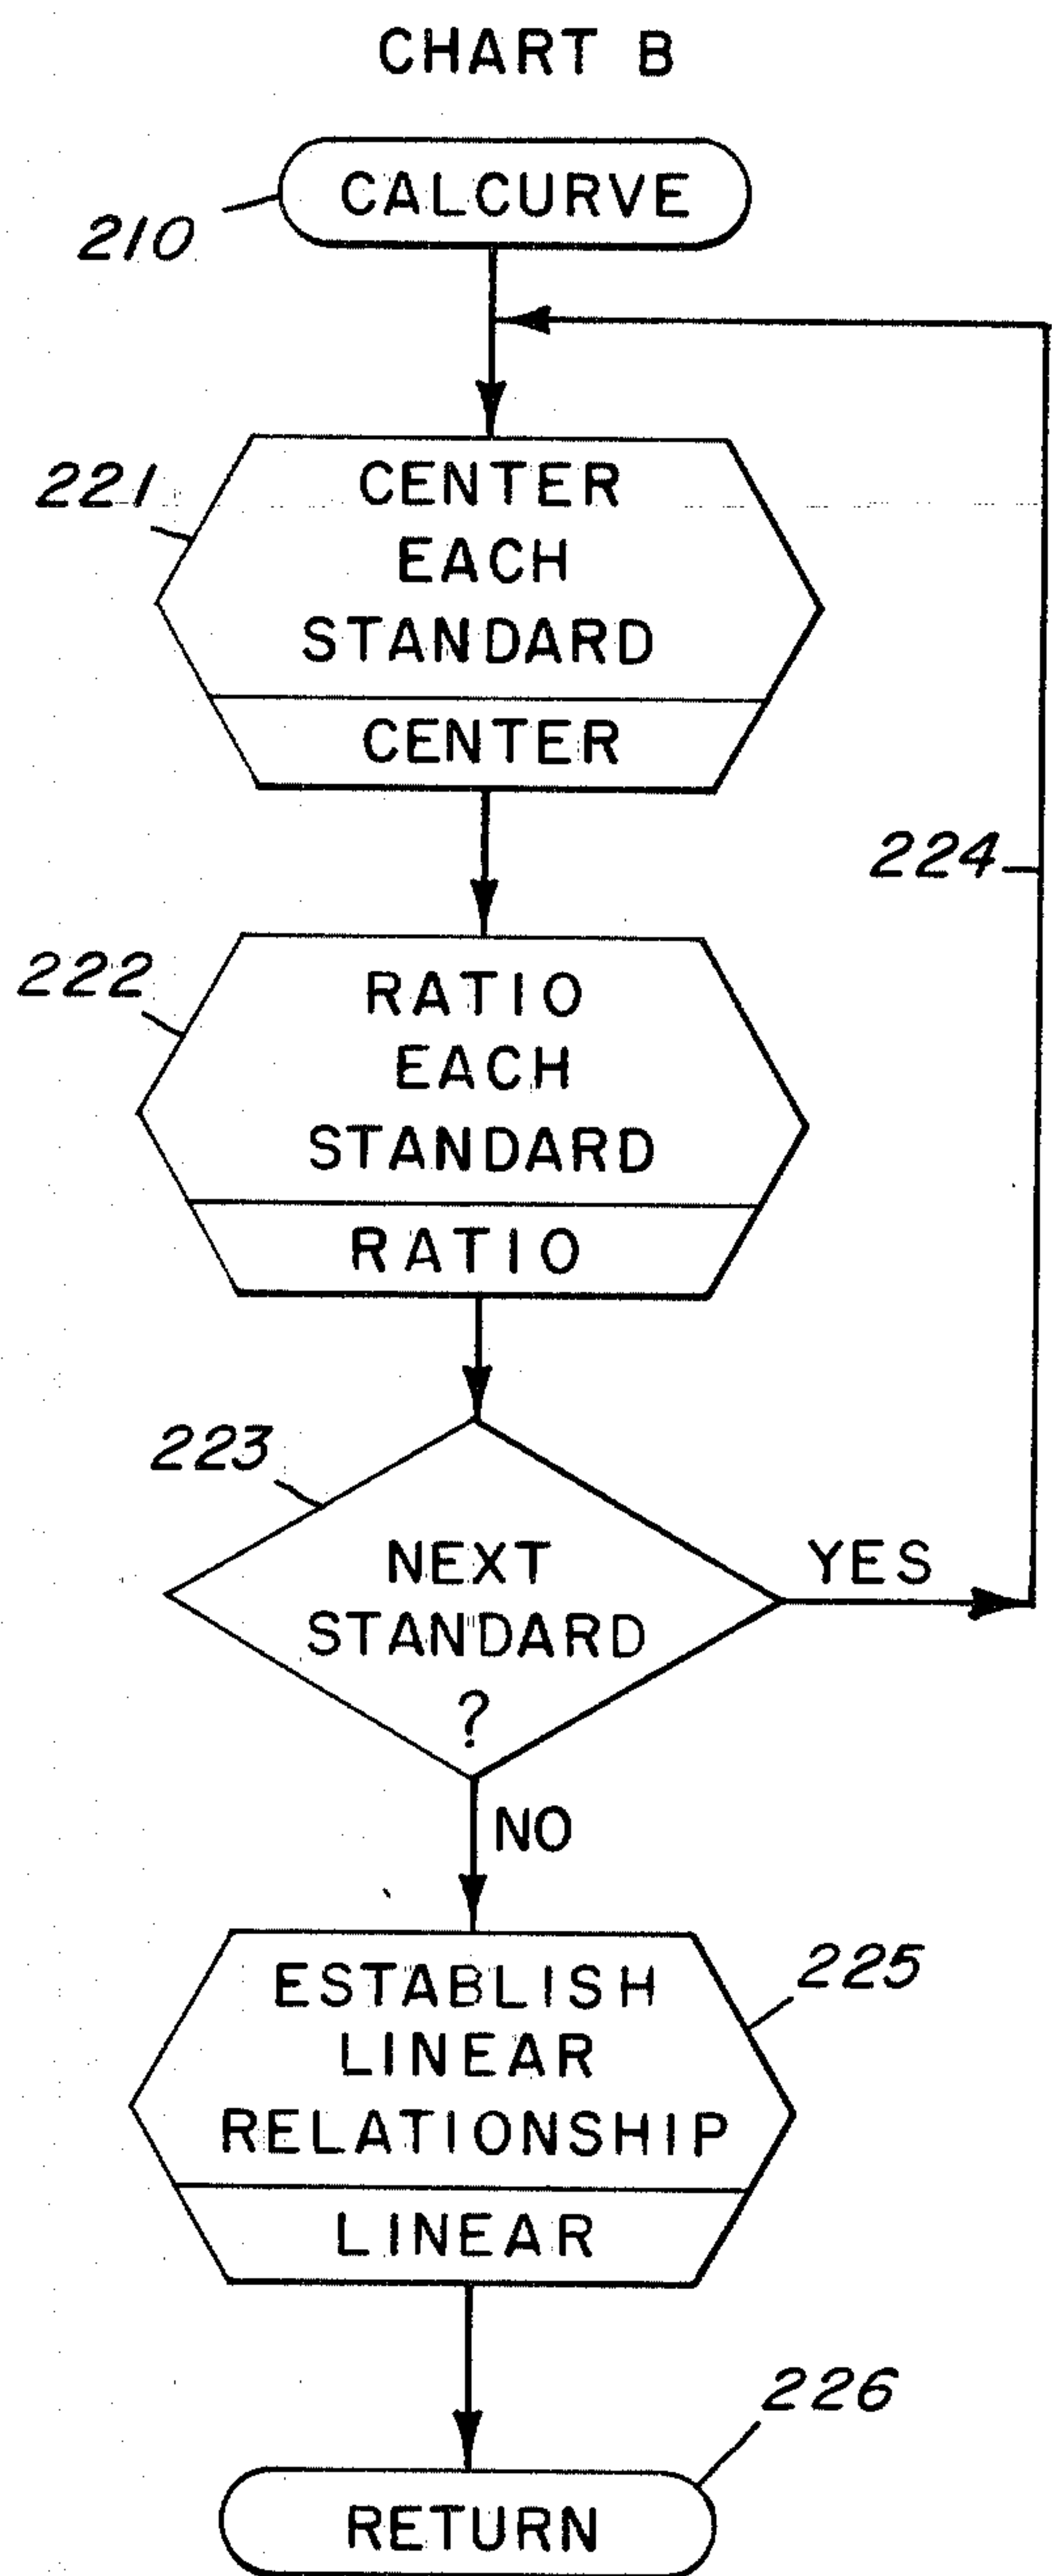 CHART B
CALCURVE
210
221
CENTER
EACH
STANDARD
CENTER
224
222
RATIO
EACH
STANDARD
RATIO
223
NEXT
STANDARD
?
YES
NO
ESTABLISH
LINEAR
RELATIONSHIP
225
LINEAR
226
RETURN